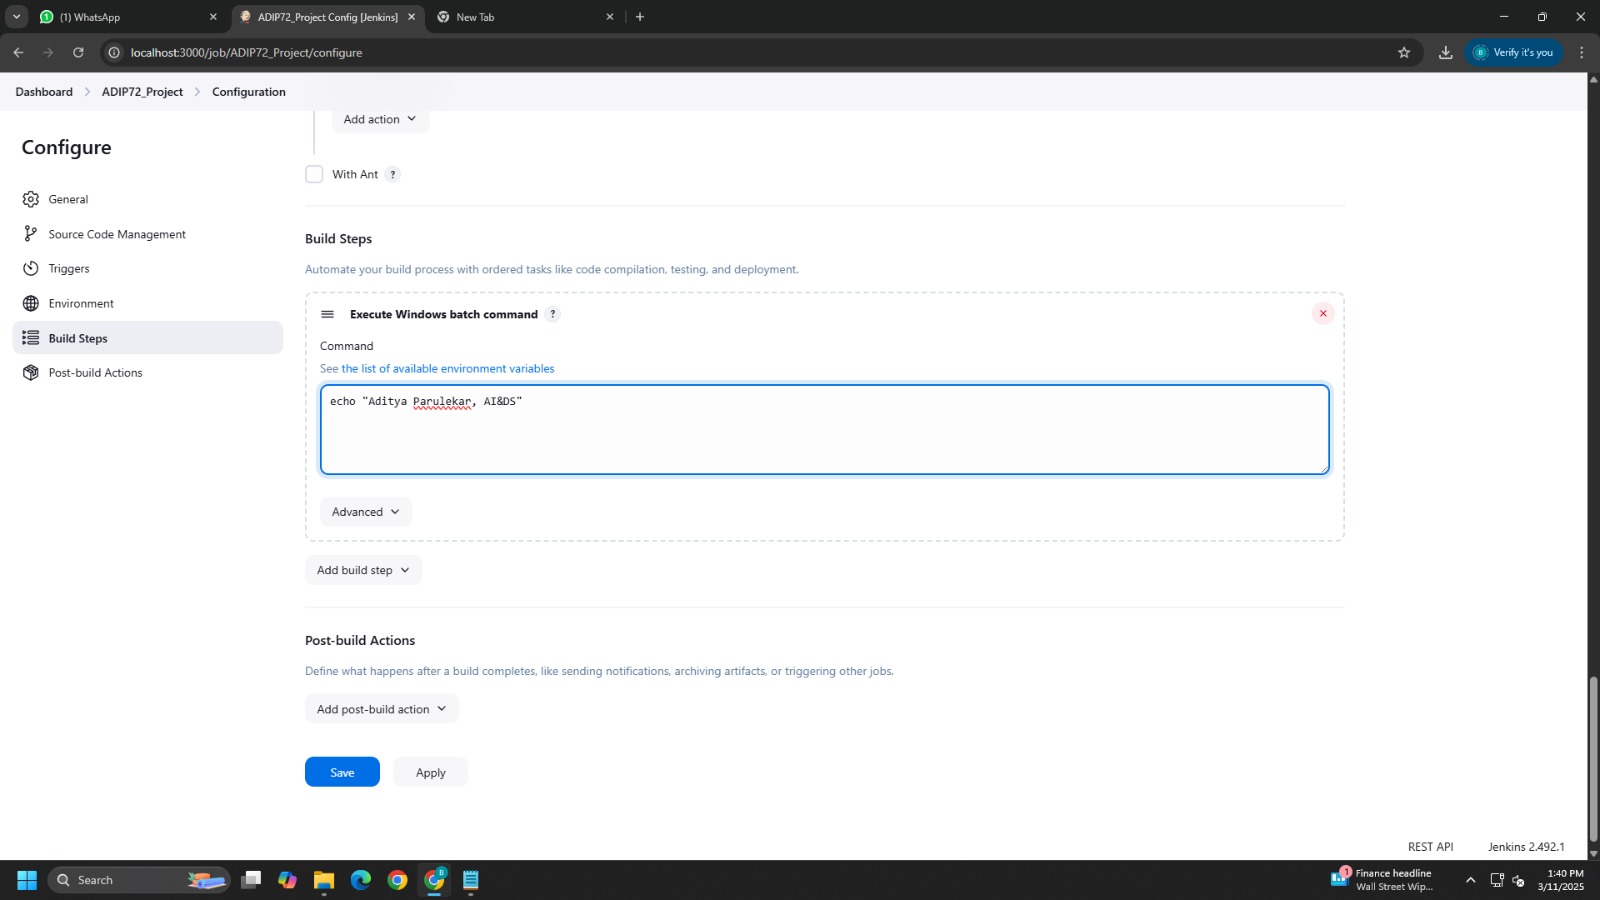 (1) WhatsApp
ADIP72_Project Config [Jenkins]
New Tab
localhost:3000/job/ADIP72_Project/configure
Verify it's you
Dashboard
ADIP72_Project
Configuration
Configure
General
Source Code Management
Triggers
Environment
Build Steps
Post-build Actions
Add action
With Ant ?
Build Steps
Automate your build process with ordered tasks like code compilation, testing, and deployment.
Execute Windows batch command ?
Command
See the list of available environment variables
echo "Aditya Parulekar, AI&DS"
Advanced
Add build step
Post-build Actions
Define what happens after a build completes, like sending notifications, archiving artifacts, or triggering other jobs.
Add post-build action
Save
Apply
REST API
Jenkins 2.492.1
Search
1
Finance headline
Wall Street Wip...
1:40 PM
3/11/2025